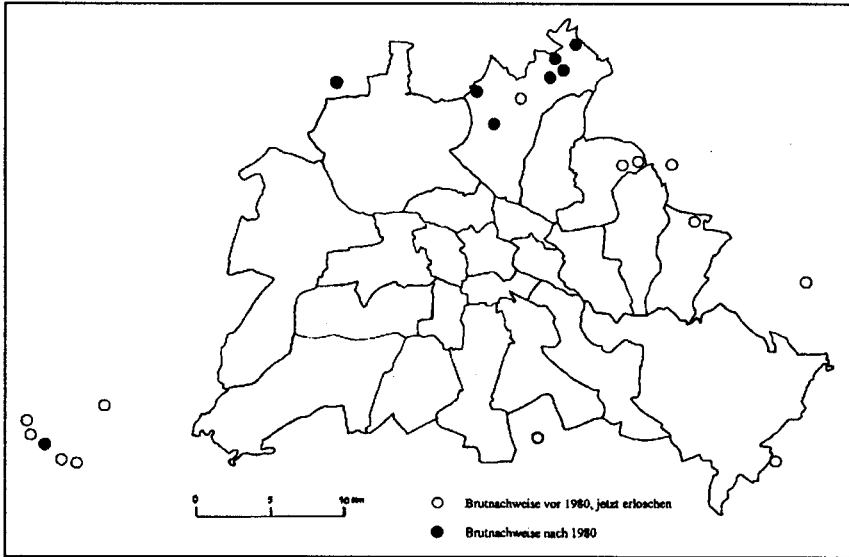 0 5 10 km
Brutnachweise vor 1980, jetzt erloschen
Brutnachweise nach 1980